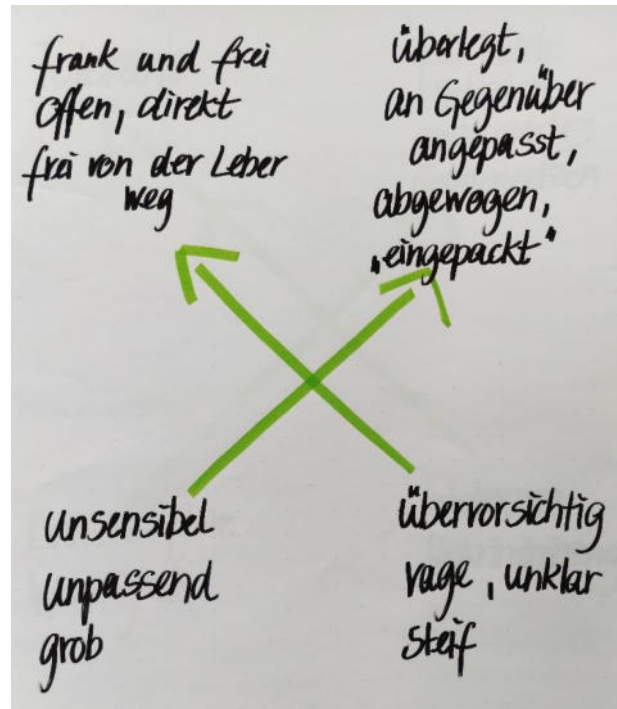 frank und frei
offen, direkt
frei von der Leber
weg
überlegt,
an Gegenüber
angepasst,
abgewogen,
"eingepackt"
unsensibel
unpassend
grob
übervorsichtig
vage, unklar
steif